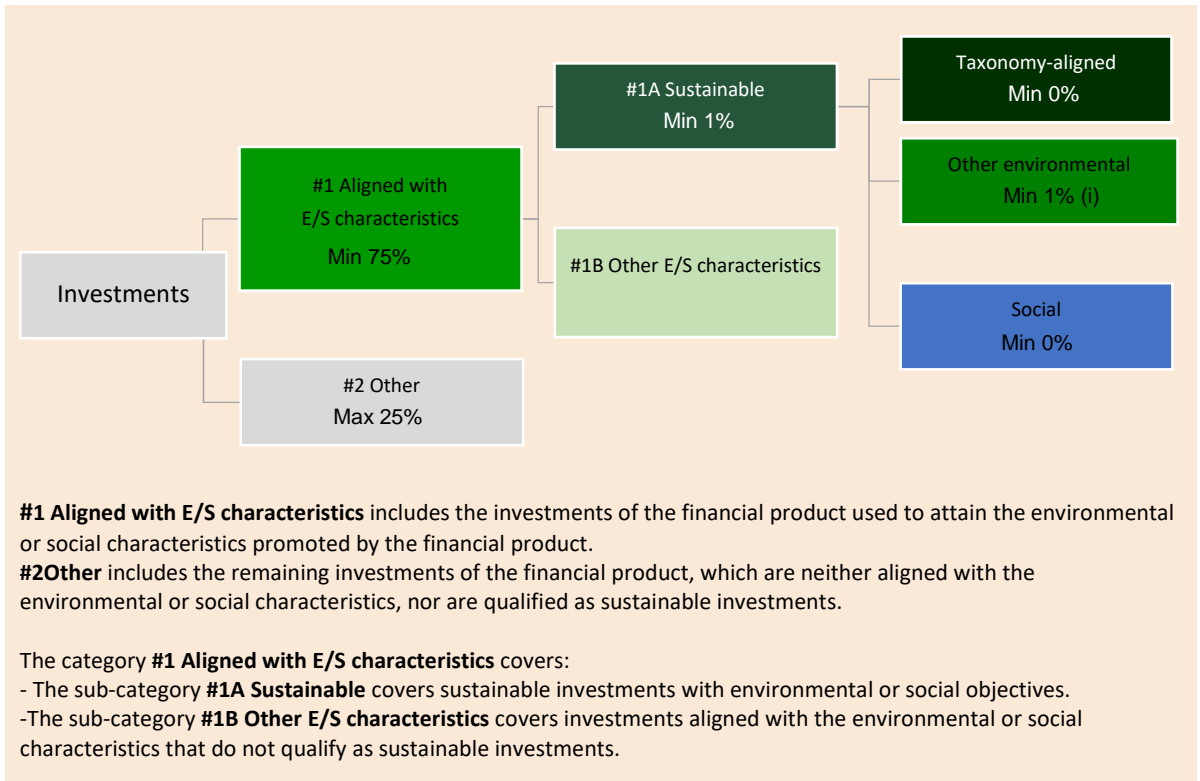 Taxonomy-aligned
Min 0%
#1A Sustainable
Min 1%
Other environmental
Min 1% (i)
#1 Aligned with
E/S characteristics
Min 75%
#1B Other E/S characteristics
Investments
Social
Min 0%
#2 Other
Max 25%
#1 Aligned with E/S characteristics includes the investments of the financial product used to attain the environmental
or social characteristics promoted by the financial product.
#2Other includes the remaining investments of the financial product, which are neither aligned with the
environmental or social characteristics, nor are qualified as sustainable investments.
The category #1 Aligned with E/S characteristics covers:
- The sub-category #1A Sustainable covers sustainable investments with environmental or social objectives.
-The sub-category #1B Other E/S characteristics covers investments aligned with the environmental or social
characteristics that do not qualify as sustainable investments.